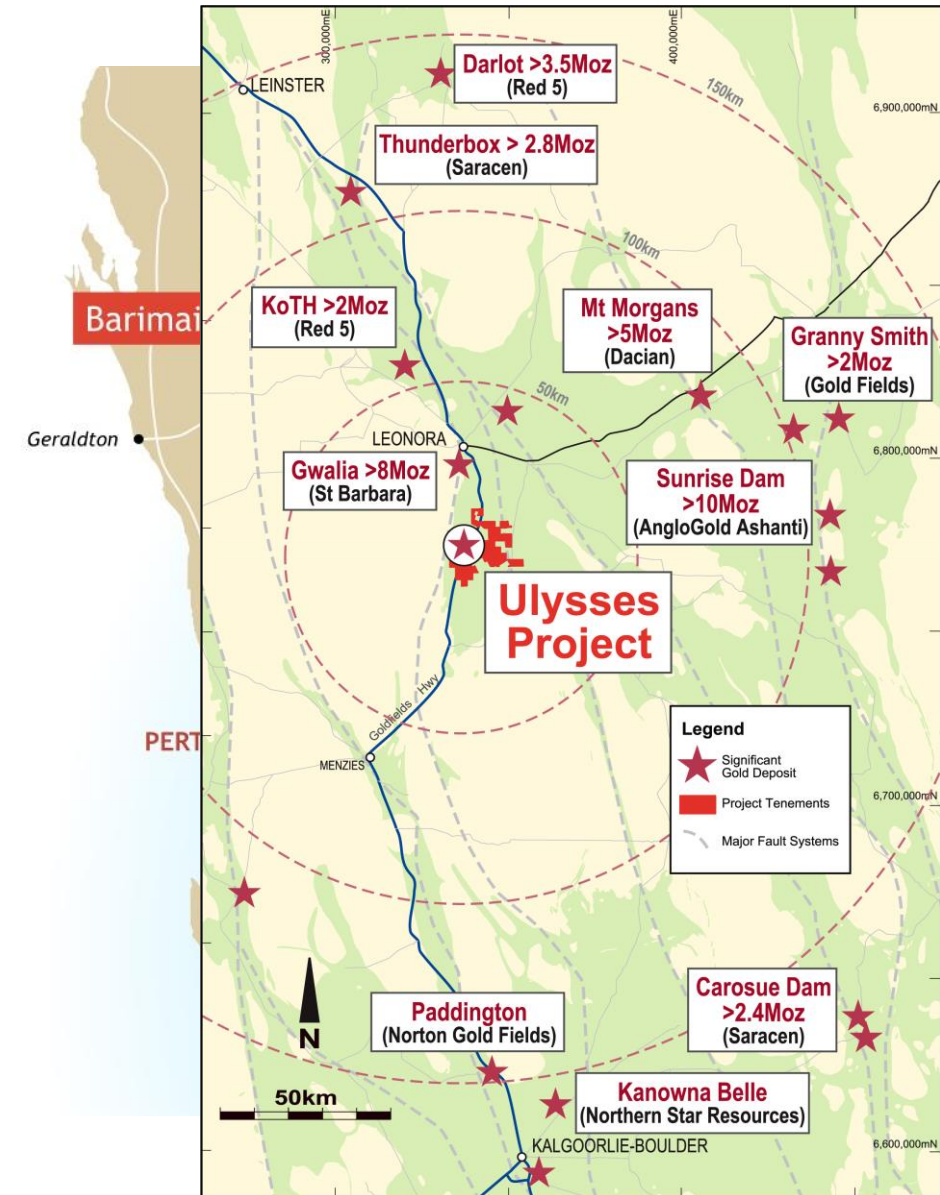 300,000mE
400,000mE
LEINSTER
Darlot >3.5Moz
(Red 5)
150km
6,900,000mN
Thunderbox > 2.8Moz
(Saracen)
100km
Barimai
KoTH >2Moz
(Red 5)
Mt Morgans
>5Moz
(Dacian)
Granny Smith
>2Moz
(Gold Fields)
50km
Geraldton
LEONORA
6,800,000mN
Gwalia >8Moz
(St Barbara)
Sunrise Dam
>10Moz
(AngloGold Ashanti)
Ulysses
Project
Goldfields Hwy
PERT
MENZIES
Legend
Significant
Gold Deposit
Project Tenements
Major Fault Systems
6,700,000mN
N
50km
Paddington
(Norton Gold Fields)
Carosue Dam
>2.4Moz
(Saracen)
Kanowna Belle
(Northern Star Resources)
KALGOORLIE-BOULDER
6,600,000mN